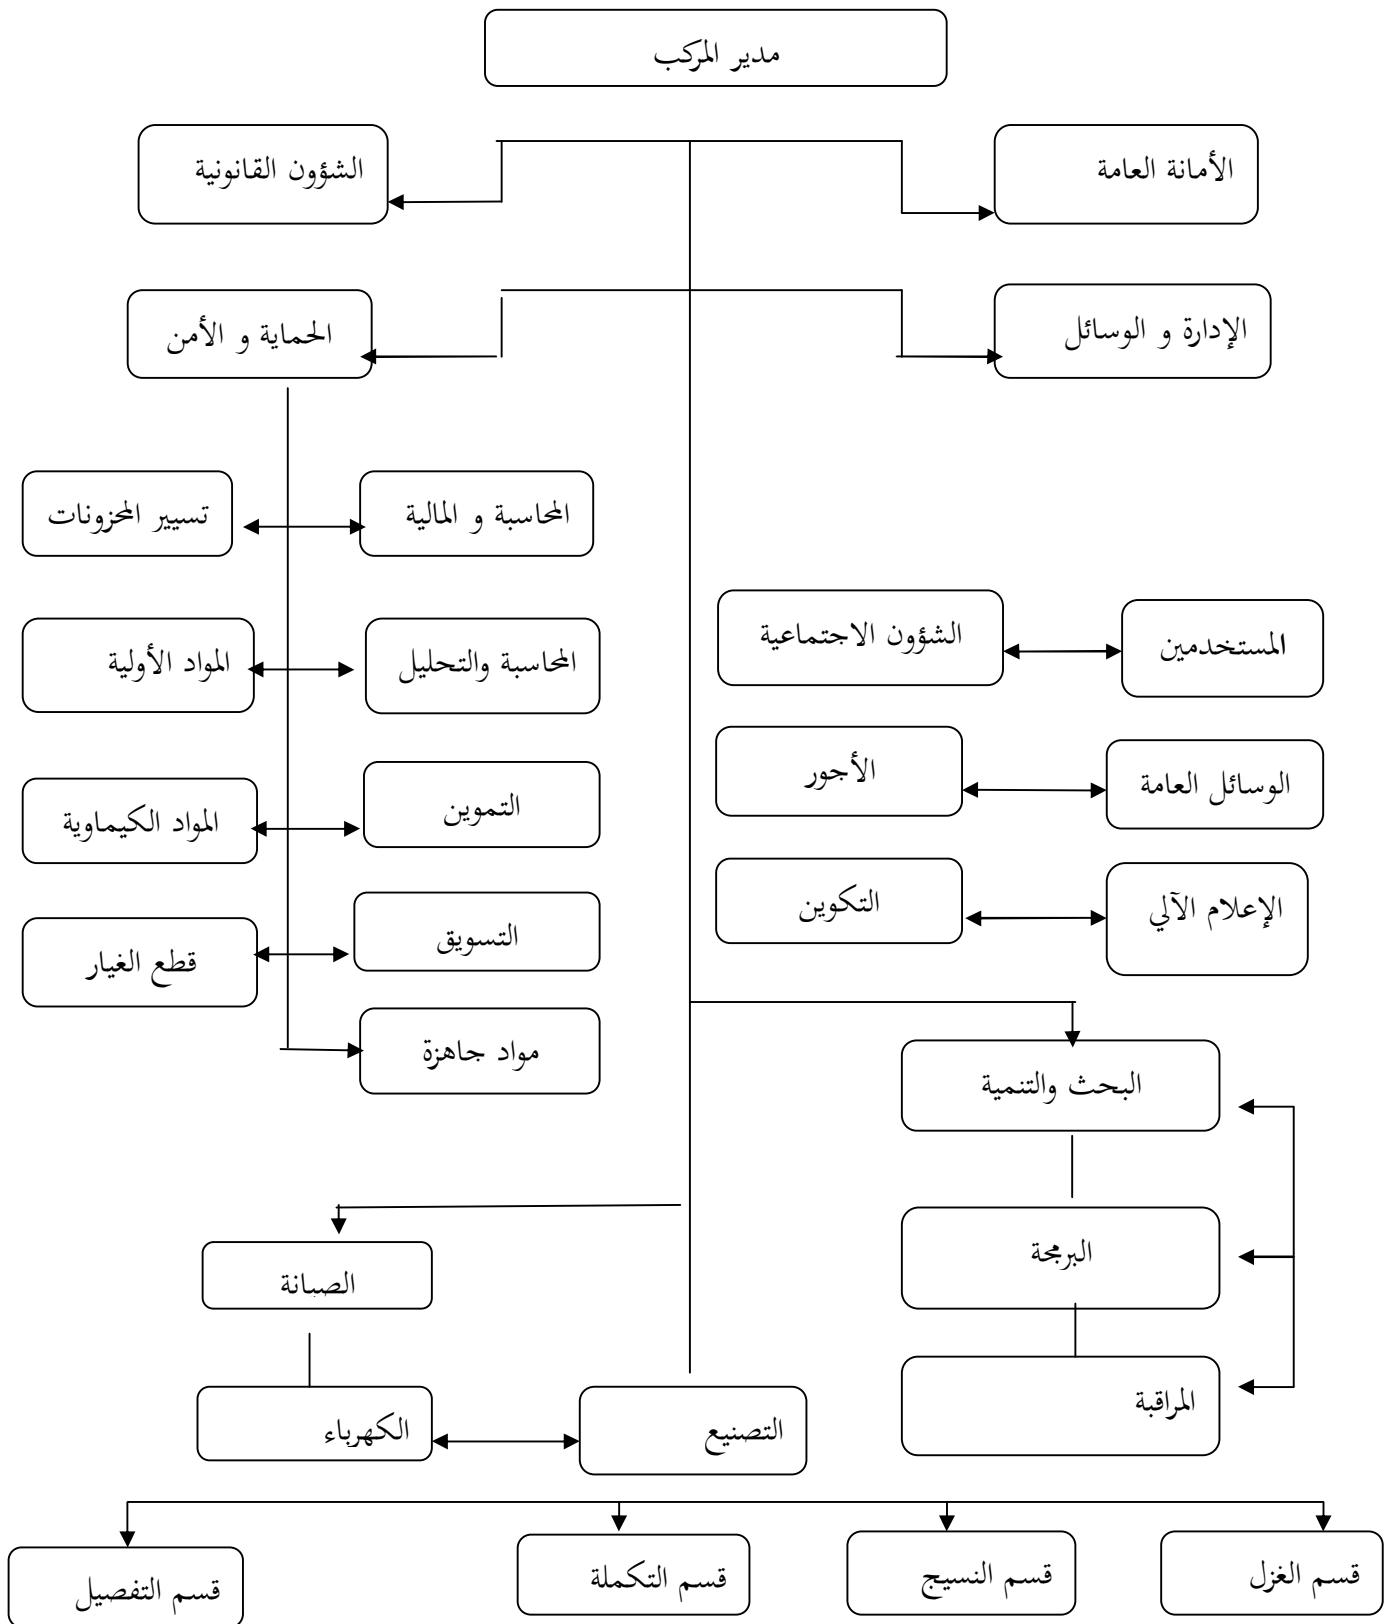 مدير المركب
الأمانة العامة
الشؤون القانونية
الإدارة و الوسائل
الحماية و الأمن
المحاسبة و المالية
تسيير المخزونات
المستخدمين
الشؤون الاجتماعية
المحاسبة والتحليل
المواد الأولية
الوسائل العامة
الأجور
التموين
المواد الكيماوية
الإعلام الآلي
التكوين
التسويق
قطع الغيار
مواد جاهزة
البحث والتنمية
البرمجة
الصيانة
المراقبة
التصنيع
الكهرباء
قسم الغزل
قسم النسيج
قسم التكملة
قسم التفصيل